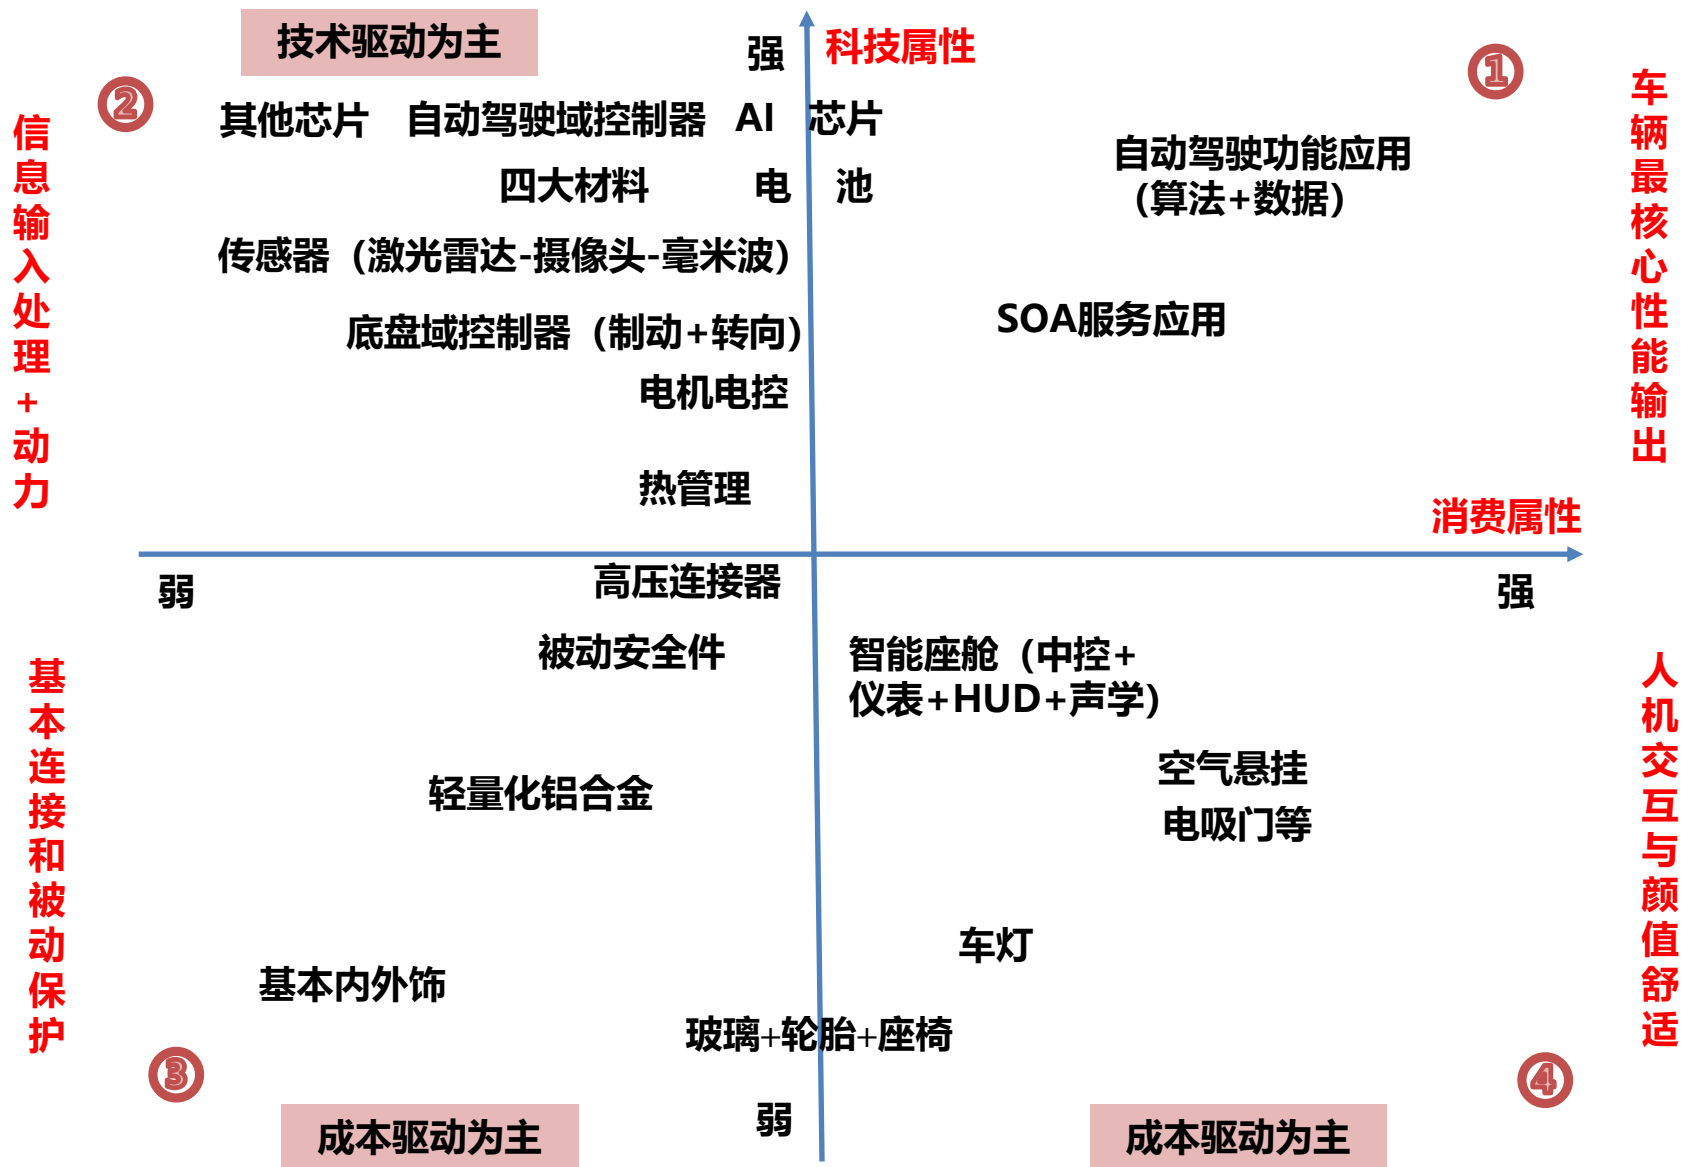 技术驱动为主
强
科技属性
①
②
其他芯片
自动驾驶域控制器
AI 芯片
自动驾驶功能应用
（算法+数据）
四大材料
电 池
传感器（激光雷达-摄像头-毫米波）
底盘域控制器（制动+转向）
SOA服务应用
电机电控
热管理
信息输入处理+动力
车辆最核心性能输出
消费属性
弱
强
高压连接器
被动安全件
智能座舱（中控+
仪表+HUD+声学）
轻量化铝合金
空气悬挂
电吸门等
车灯
基本内外饰
玻璃+轮胎+座椅
基本连接和被动保护
人机交互与颜值舒适
③
④
弱
成本驱动为主
成本驱动为主